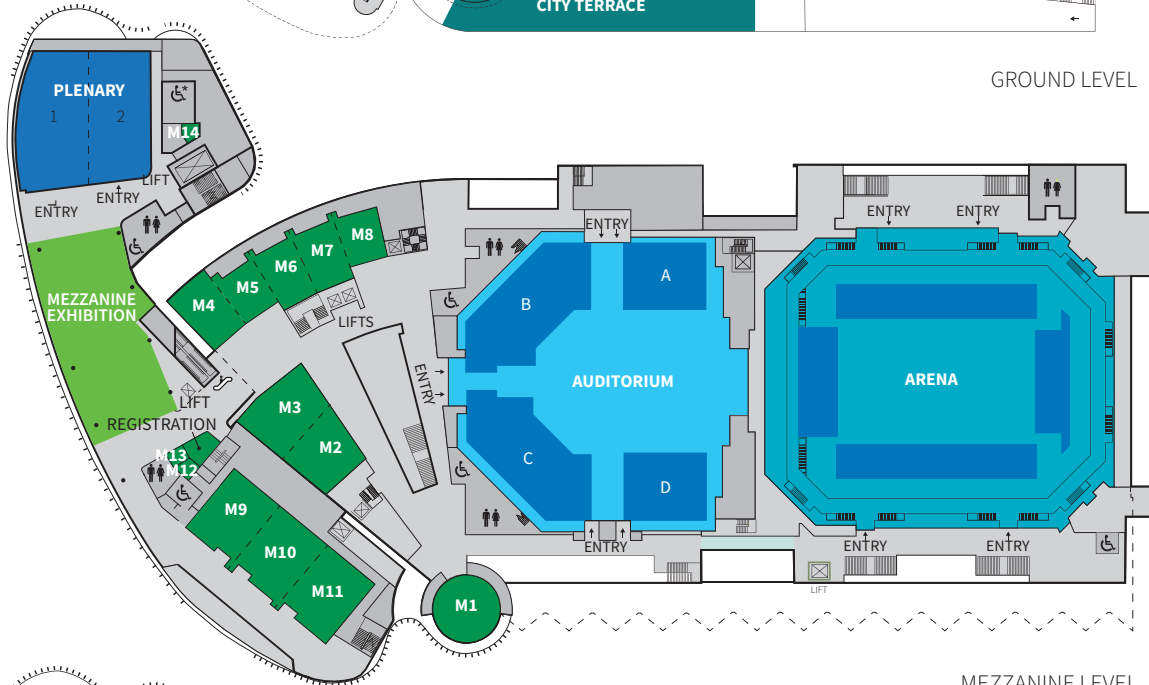 CITY TERRACE
GROUND LEVEL
PLENARY
1
2
*
M14
LIFT
ENTRY
ENTRY
MEZZANINE
EXHIBITION
M4
M5
M6
M7
M8
LIFTS
ENTRY
A
B
ENTRY
AUDITORIUM
C
D
ENTRY
ENTRY
ENTRY
ARENA
ENTRY
ENTRY
LIFT
LIFT
REGISTRATION
M3
M2
M13
M12
M9
M10
M11
M1
MEZZANINE LEVEL